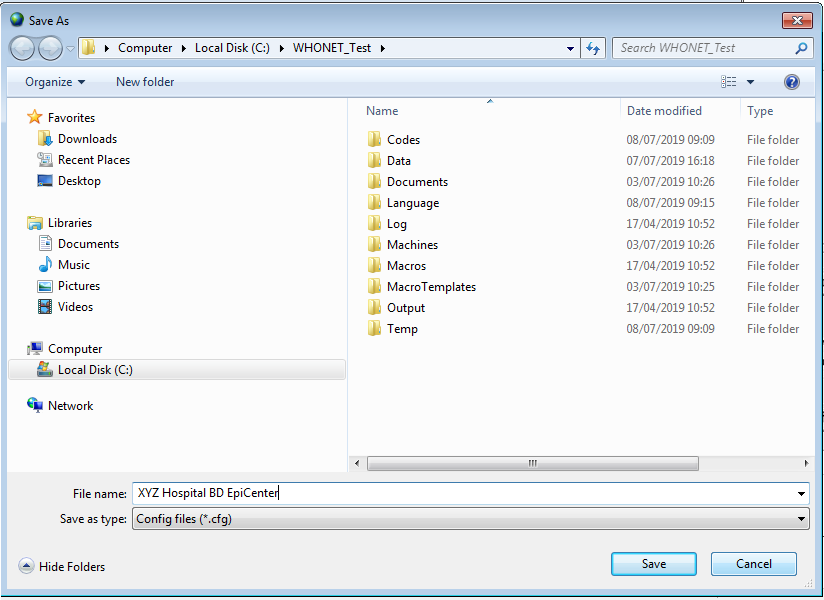 Save As
Computer Local Disk (C:) WHONET_Test Search WHONET_Test
Organize New folder
Favorites
Downloads
Recent Places
Desktop
Libraries
Documents
Music
Pictures
Videos
Computer
Local Disk (C:)
Network
Name Date modified Type
Codes 08/07/2019 09:09 File folder
Data 07/07/2019 16:18 File folder
Documents 03/07/2019 10:26 File folder
Language 08/07/2019 09:15 File folder
Log 17/04/2019 10:52 File folder
Machines 03/07/2019 10:26 File folder
Macros 17/04/2019 10:52 File folder
MacroTemplates 03/07/2019 10:25 File folder
Output 17/04/2019 10:52 File folder
Temp 08/07/2019 09:09 File folder
File name: XYZ Hospital BD EpiCenter
Save as type: Config files (*.cfg)
Hide Folders Save Cancel